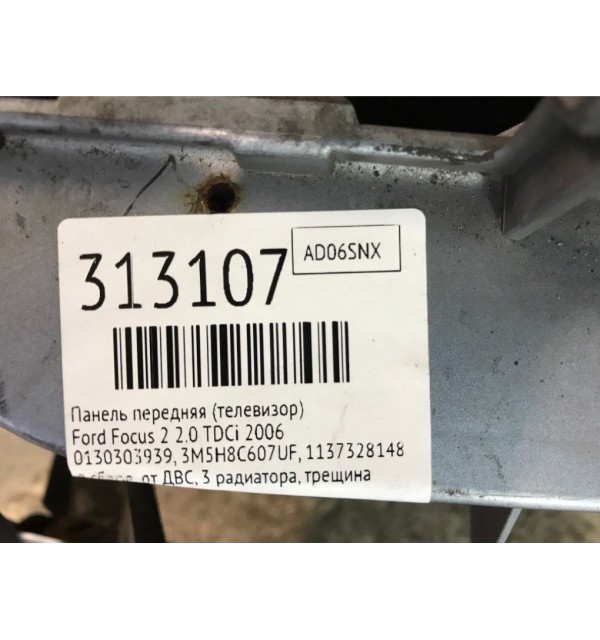 313107
AD06SNX
Панель передняя (телевизор)
Ford Focus 2 2.0 TDCi 2006
0130303939, 3M5H8C607UF, 1137328148
от ДВС, 3 радиатора, трещина